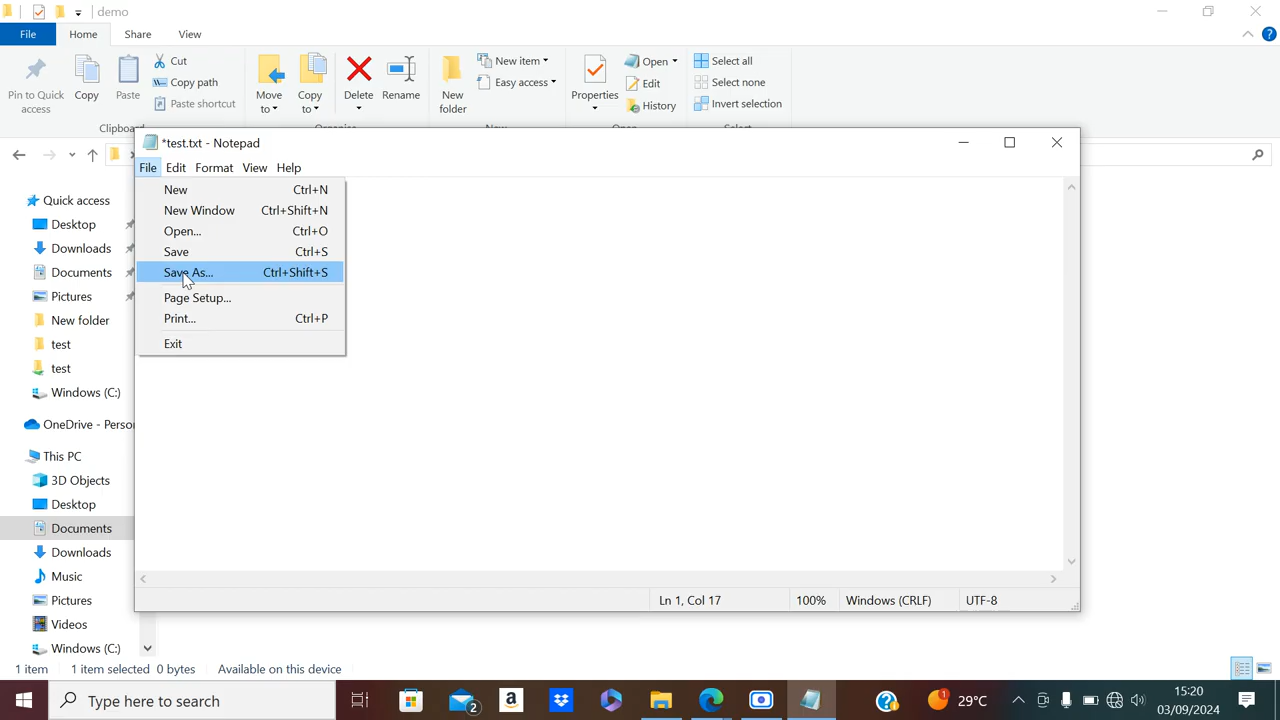 demo
File Home Share View
Pin to Quick access
Copy
Paste
Cut
Copy path
Paste shortcut
Move to
Copy to
Delete
Rename
New folder
New item
Easy access
Properties
Open
Edit
History
Select all
Select none
Invert selection
*test.txt - Notepad
File Edit Format View Help
New Ctrl+N
New Window Ctrl+Shift+N
Open... Ctrl+O
Save Ctrl+S
Save As... Ctrl+Shift+S
Page Setup...
Print... Ctrl+P
Exit
Quick access
Desktop
Downloads
Documents
Pictures
New folder
test
test
Windows (C:)
OneDrive - Perso
This PC
3D Objects
Desktop
Documents
Downloads
Music
Pictures
Videos
Windows (C:)
Ln 1, Col 17 100% Windows (CRLF) UTF-8
1 item 1 item selected 0 bytes Available on this device
Type here to search
2
29°C
15:20
03/09/2024